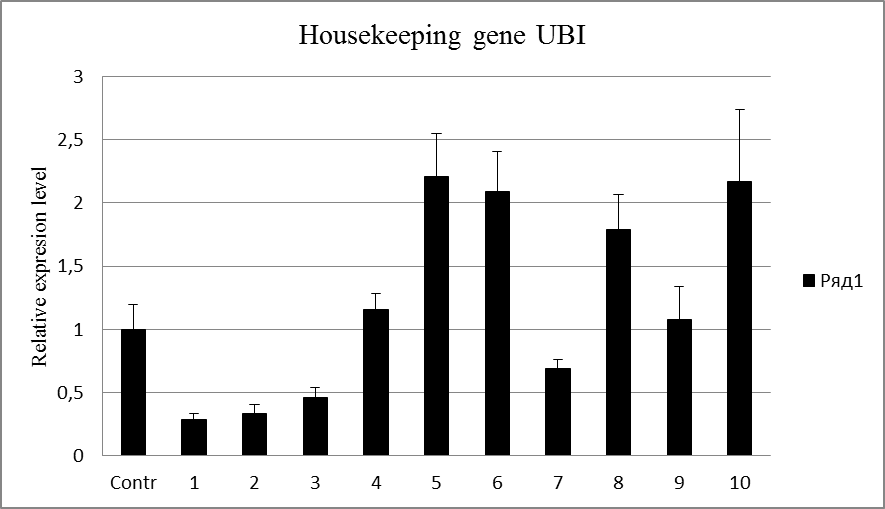 Housekeeping gene UBI
Relative expresion level
3
2,5
2
1,5
1
0,5
0
Contr 1 2 3 4 5 6 7 8 9 10
Ряд1